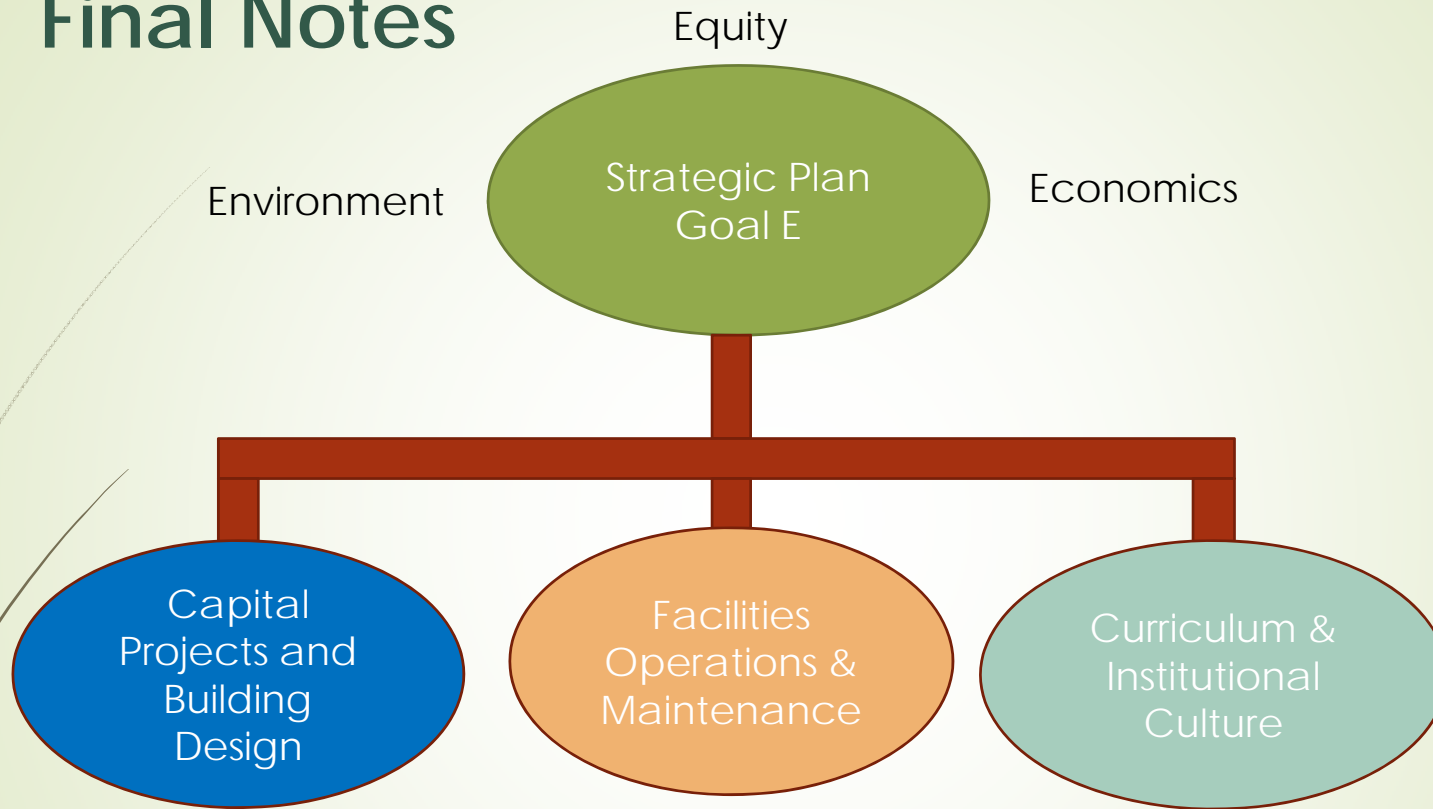 Final Notes
Equity
Environment
Strategic Plan
Goal E
Economics
Capital
Projects and
Building
Design
Facilities
Operations &
Maintenance
Curriculum &
Institutional
Culture